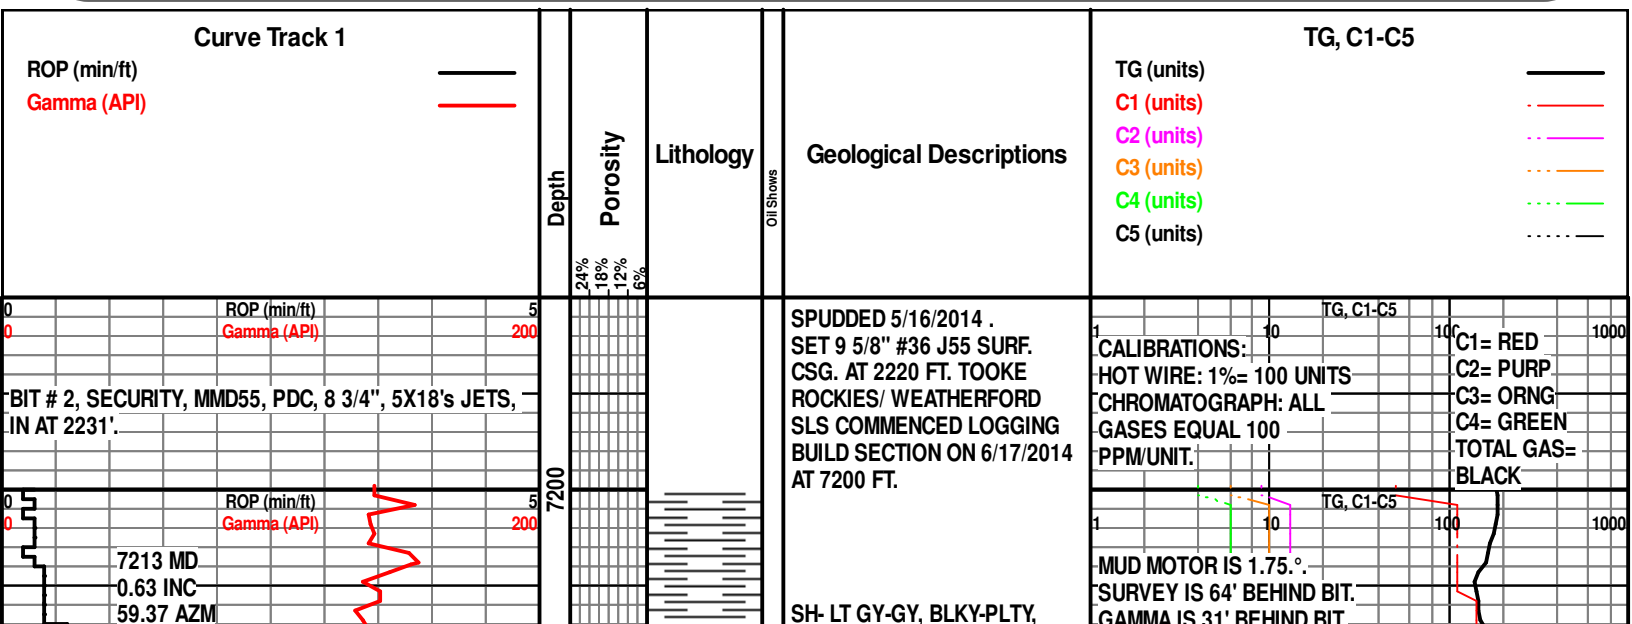 Curve Track 1
ROP (min/ft)
Gamma (API)
Depth
Porosity
24%
18%
12%
6%
Lithology
Oil Shows
Geological Descriptions
TG, C1-C5
TG (units)
C1 (units)
C2 (units)
C3 (units)
C4 (units)
C5 (units)
0 ROP (min/ft) 5
0 Gamma (API) 200
BIT # 2, SECURITY, MMD55, PDC, 8 3/4", 5X18's JETS,
IN AT 2231'.
7200
SPUDDED 5/16/2014 .
SET 9 5/8" #36 J55 SURF.
CSG. AT 2220 FT. TOOKE
ROCKIES/ WEATHERFORD
SLS COMMENCED LOGGING
BUILD SECTION ON 6/17/2014
AT 7200 FT.
TG, C1-C5
1 10 100 1000
CALIBRATIONS:
HOT WIRE: 1%= 100 UNITS
CHROMATOGRAPH: ALL
GASES EQUAL 100
PPM/UNIT.
C1= RED
C2= PURP
C3= ORNG
C4= GREEN
TOTAL GAS=
BLACK
0 ROP (min/ft) 5
0 Gamma (API) 200
7213 MD
0.63 INC
59.37 AZM
SH- LT GY-GY, BLKY-PLTY,
TG, C1-C5
1 10 100 1000
MUD MOTOR IS 1.75.°.
SURVEY IS 64' BEHIND BIT.
GAMMA IS 31' BEHIND BIT.